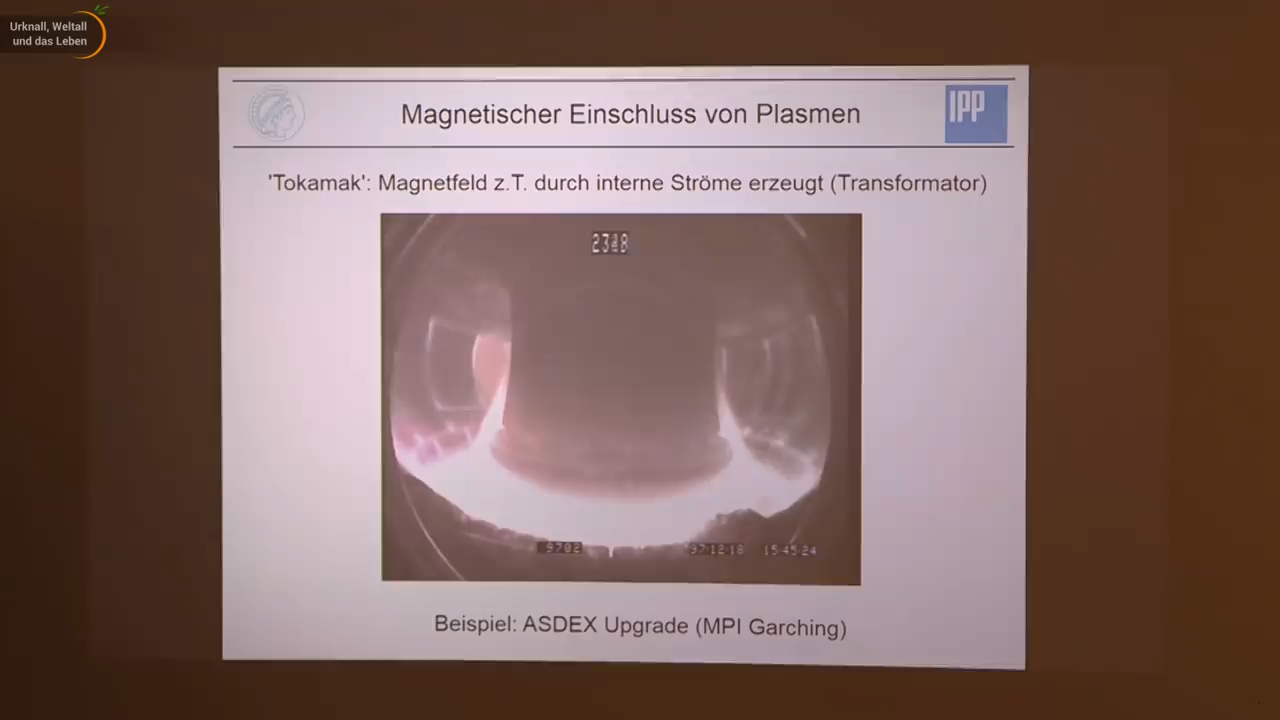 Urknall, Weltall
und das Leben
Magnetischer Einschluss von Plasmen
IPP
'Tokamak': Magnetfeld z.T. durch interne Ströme erzeugt (Transformator)
9702
97:12:18 15:45:24
Beispiel: ASDEX Upgrade (MPI Garching)